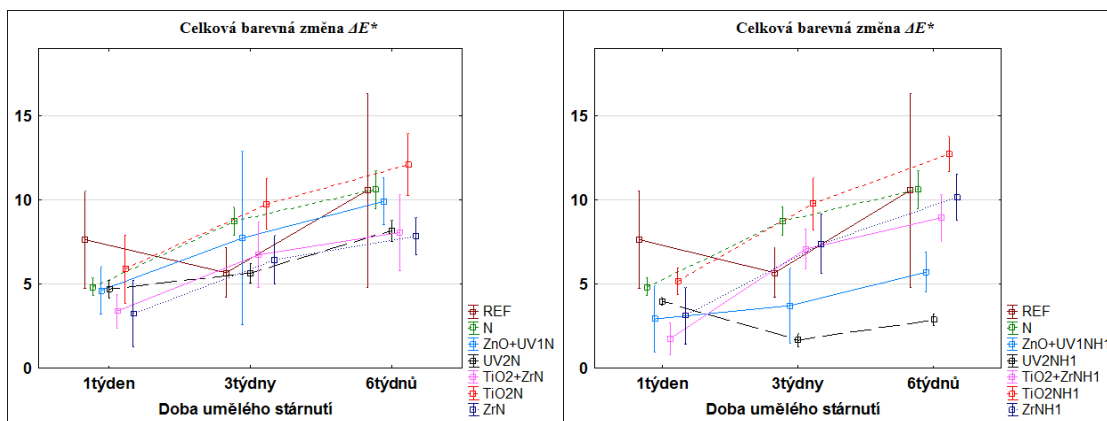 Celková barevná změna ΔE*
15
10
5
0
1týden
3týdny
6týdnů
Doba umělého stárnutí
REF
N
ZnO+UV1N
UV2N
TiO2+ZrN
TiO2N
ZrN
Celková barevná změna ΔE*
15
10
5
0
1týden
3týdny
6týdnů
Doba umělého stárnutí
REF
N
ZnO+UV1NH1
UV2NH1
TiO2+ZrNH1
TiO2NH1
ZrNH1